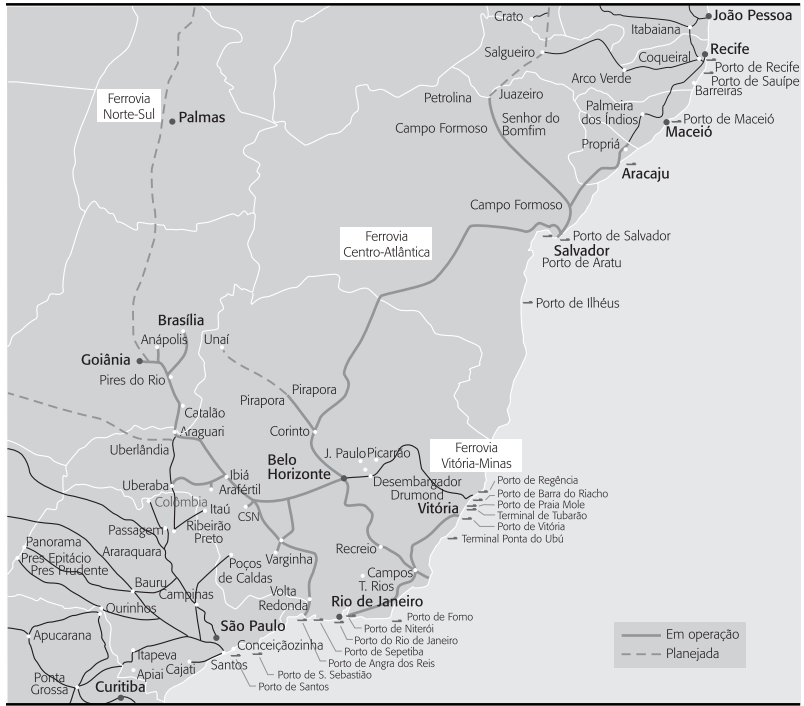 Crato
João Pessoa
Itabaiana
Salgueiro
Coqueiral
Recife
Porto de Recife
Arco Verde
Porto de Sauípe
Barreiras
Ferrovia
Norte-Sul
Palmas
Petrolina
Juazeiro
Palmeira
dos Índios
Porto de Maceió
Maceió
Campo Formoso
Senhor do
Bomfim
Propriá
Aracaju
Campo Formoso
Ferrovia
Centro-Atlântica
Porto de Salvador
Salvador
Porto de Aratu
Porto de Ilhéus
Brasília
Anápolis
Unaí
Goiânia
Pires do Rio
Pirapora
Pirapora
Catalão
Araguari
Corinto
Uberlândia
Ferrovia
Vitória-Minas
J. Paulo
Picarrão
Belo
Horizonte
Desembargador
Drumond
Uberaba
Ibiá
Arafértil
Colômbia
Itaú
CSN
Porto de Regência
Porto de Barra do Riacho
Porto de Praia Mole
Vitória
Terminal de Tubarão
Porto de Vitória
Terminal Ponta do Ubú
Passagem
Ribeirão
Preto
Araraquara
Panorama
Pres Epitácio
Pres Prudente
Varginha
Recreio
Poços
de Caldas
Campos
T. Rios
Bauru
Campinas
Volta
Redonda
Ourinhos
Rio de Janeiro
Porto de Forno
Porto de Niterói
Porto do Rio de Janeiro
Porto de Sepetiba
Porto de Angra dos Reis
São Paulo
Apucarana
Conceiçãozinha
Itapeva
Apiai
Cajati
Santos
Porto de S. Sebastião
Porto de Santos
Ponta
Grossa
Curitiba
Em operação
Planejada